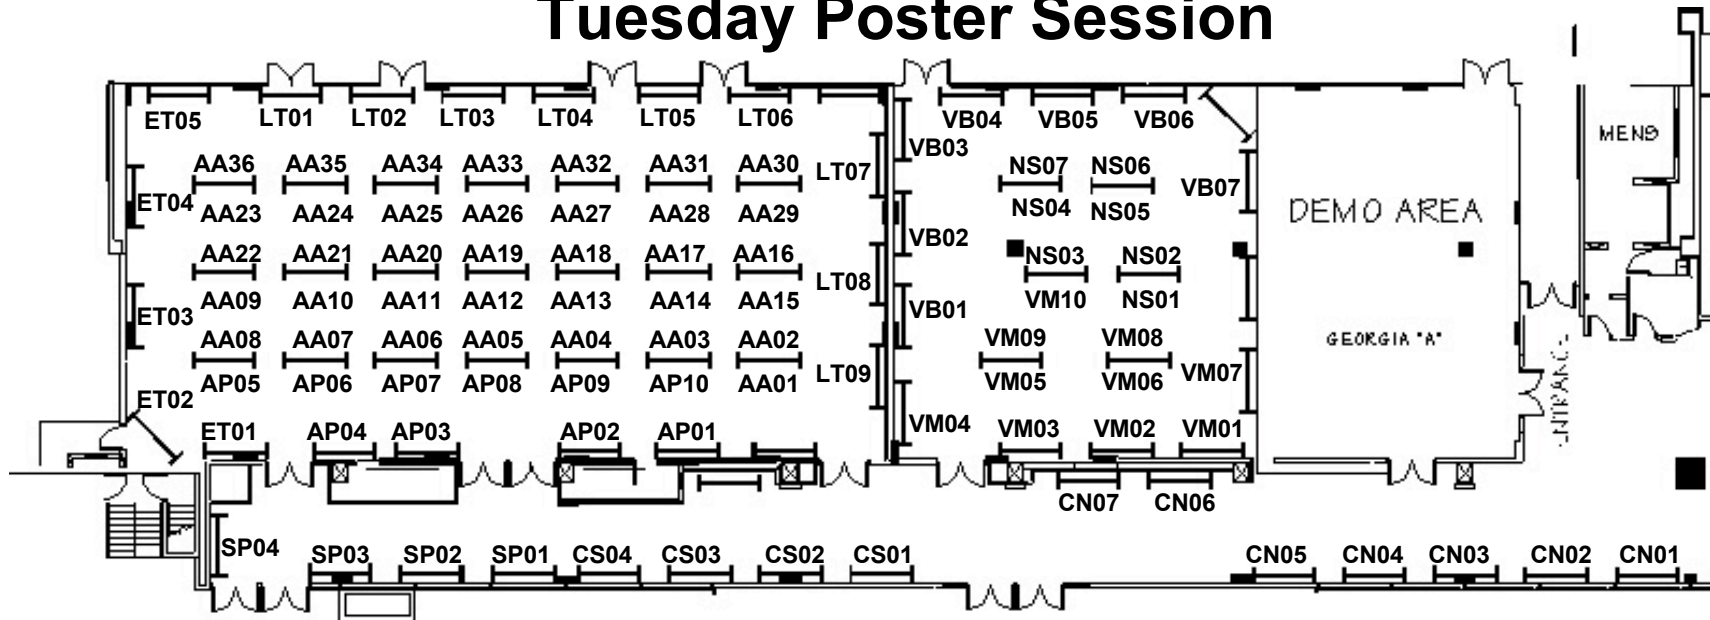 Tuesday Poster Session
ET05 LT01 LT02 LT03 LT04 LT05 LT06 VB04 VB05 VB06
MENS
VB03
AA36 AA35 AA34 AA33 AA32 AA31 AA30 LT07 NS07 NS06 VB07
ET04 AA23 AA24 AA25 AA26 AA27 AA28 AA29 NS04 NS05 DEMO AREA
VB02
AA22 AA21 AA20 AA19 AA18 AA17 AA16 NS03 NS02
LT08
ET03 AA09 AA10 AA11 AA12 AA13 AA14 AA15 VB01 VM10 NS01
AA08 AA07 AA06 AA05 AA04 AA03 AA02 VM09 VM08 GEORGIA "A"
LT09 VM07
ET02 AP05 AP06 AP07 AP08 AP09 AP10 AA01 VM05 VM06
ENTRANCE
VM04
ET01 AP04 AP03 AP02 AP01 VM03 VM02 VM01
CN07 CN06
SP04 SP03 SP02 SP01 CS04 CS03 CS02 CS01 CN05 CN04 CN03 CN02 CN01